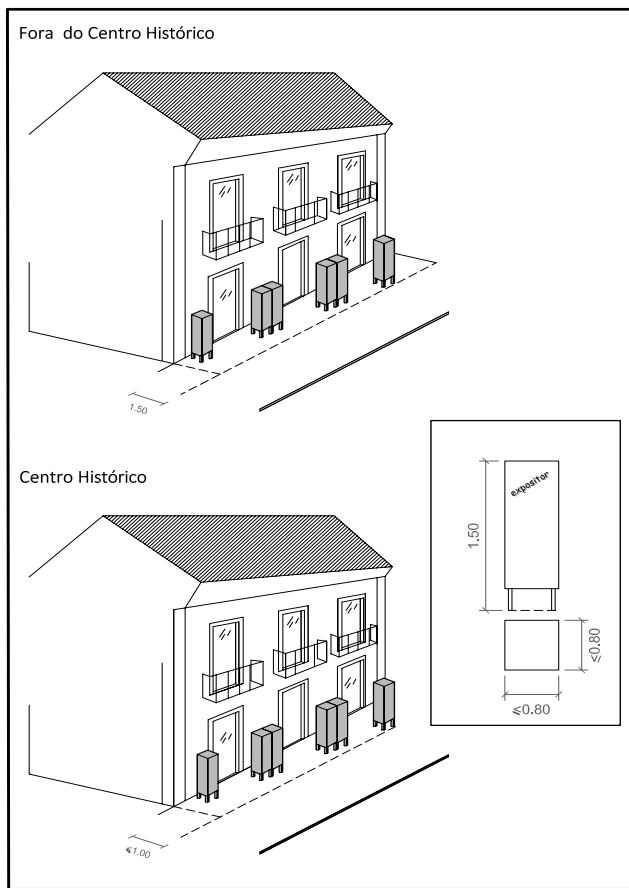 Fora do Centro Histórico
1.50
Centro Histórico
⩽1.00
expositor
1.50
≤0.80
⩽0.80